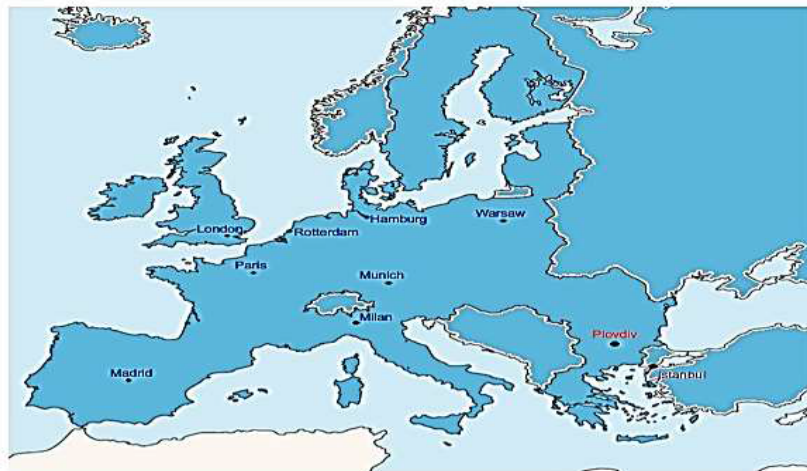 Hamburg
Warsaw
London
Rotterdam
Paris
Munich
Milan
Plovdiv
Madrid
Istanbul